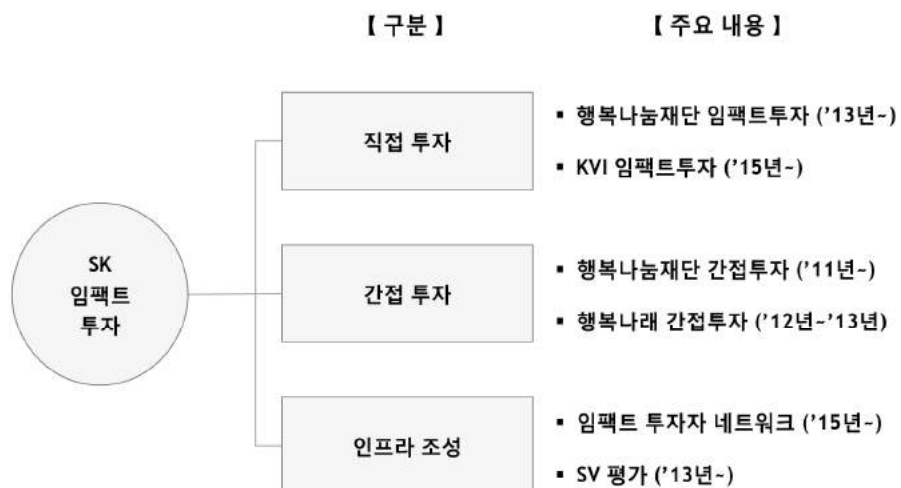 【 구분 】
【 주요 내용 】
SK
임팩트
투자
직접 투자
▪ 행복나눔재단 임팩트투자 (’13년~)
▪ KVI 임팩트투자 (’15년~)
간접 투자
▪ 행복나눔재단 간접투자 (’11년~)
▪ 행복나래 간접투자 (’12년~’13년)
인프라 조성
▪ 임팩트 투자자 네트워크 (’15년~)
▪ SV 평가 (’13년~)